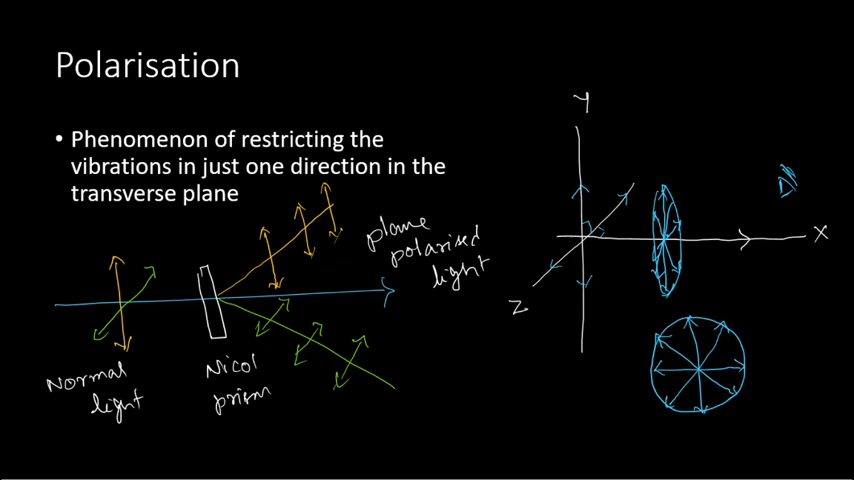 Polarisation
• Phenomenon of restricting the
vibrations in just one direction in the
transverse plane
plane
polarised
light
Normal
light
Nicol
prism
Y
X
Z